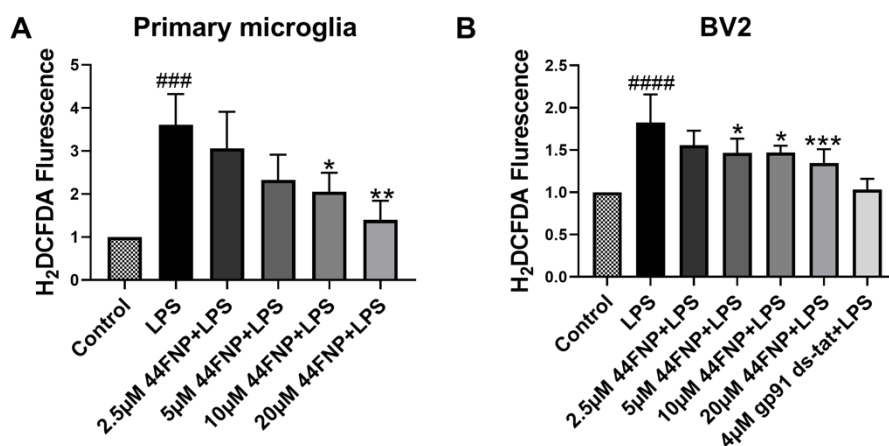 A
Primary microglia
H2DCFDA Flurescence
5
4
3
2
1
0
###
*
**
Control
LPS
2.5µM 44FNP+LPS
5µM 44FNP+LPS
10µM 44FNP+LPS
20µM 44FNP+LPS
B
BV2
H2DCFDA Flurescence
2.5
2.0
1.5
1.0
0.5
0.0
####
*
*
***
Control
LPS
2.5µM 44FNP+LPS
5µM 44FNP+LPS
10µM 44FNP+LPS
20µM 44FNP+LPS
4µM gp91 ds-tat+LPS